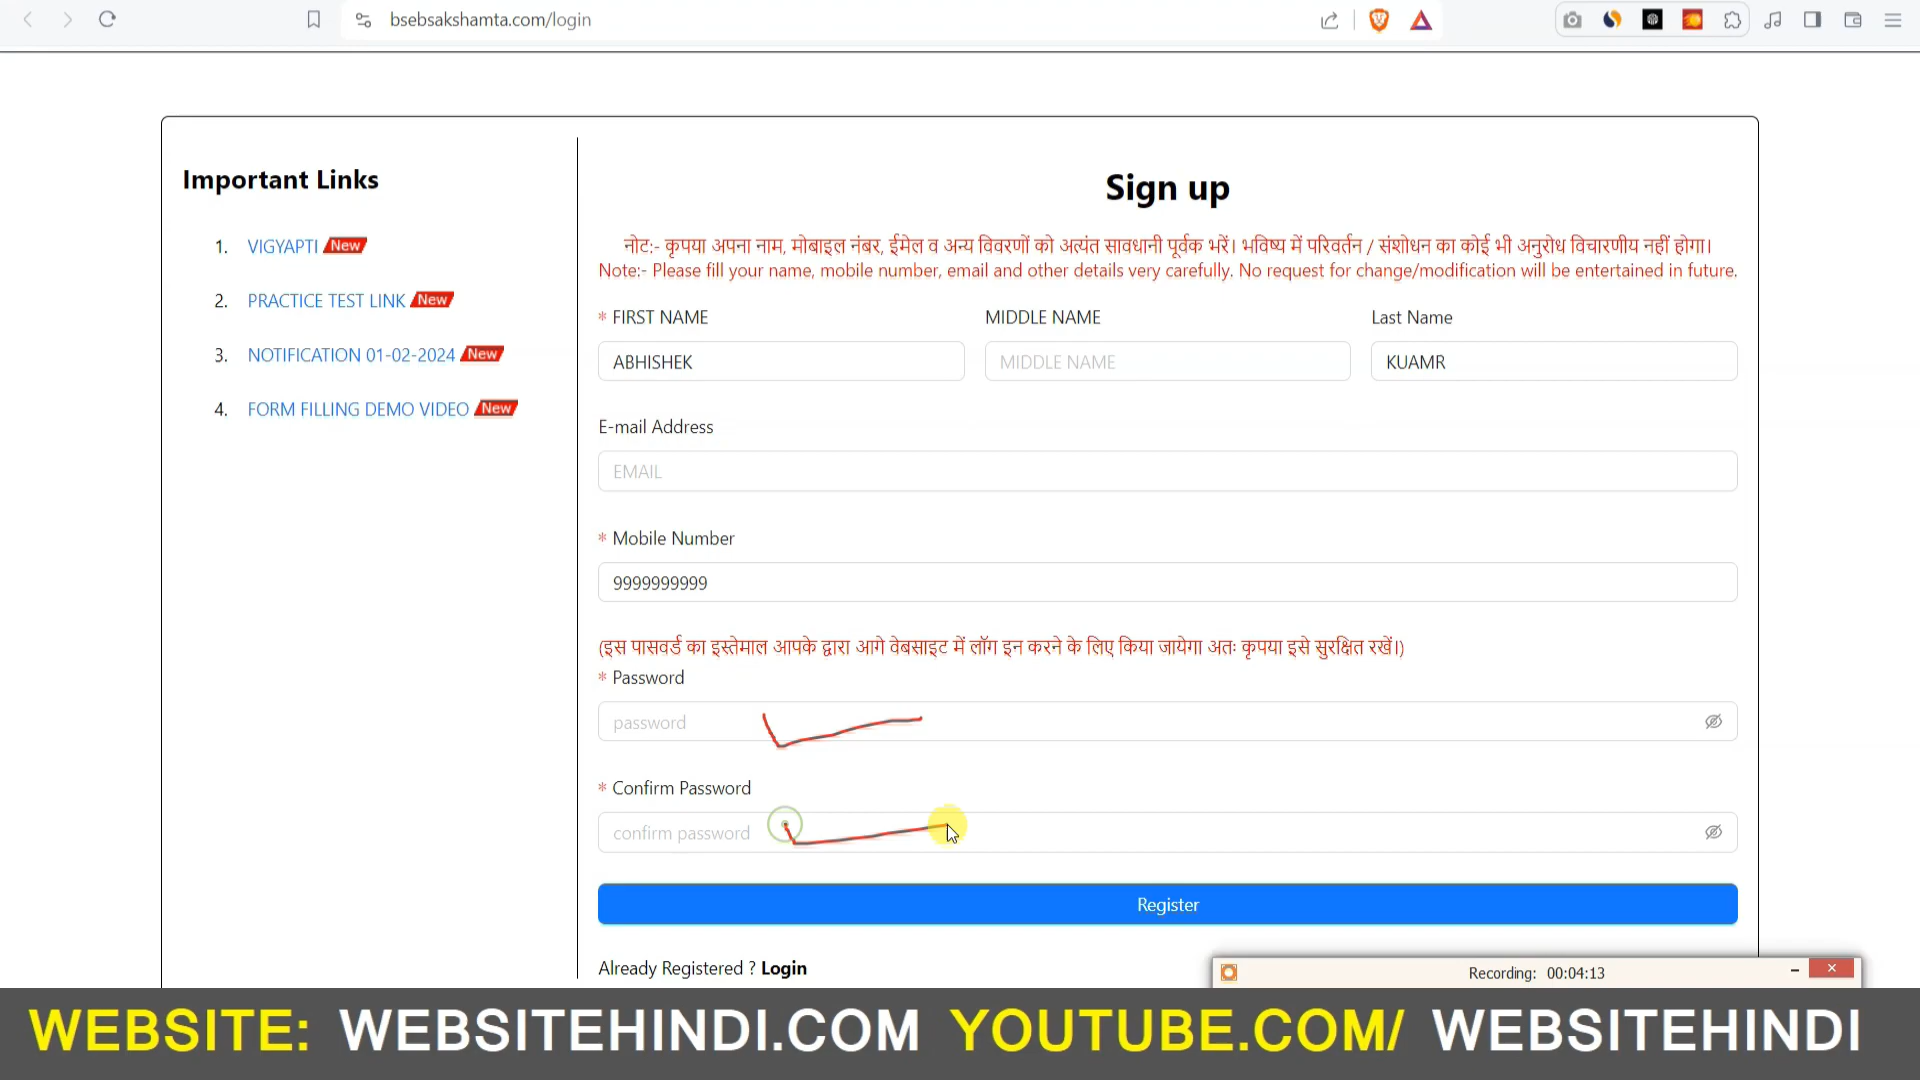 bsebsakshamta.com/login
Important Links
1. VIGYAPTI New
2. PRACTICE TEST LINK New
3. NOTIFICATION 01-02-2024 New
4. FORM FILLING DEMO VIDEO New
Sign up
नोट:- कृपया अपना नाम, मोबाइल नंबर, ईमेल व अन्य विवरणों को अत्यंत सावधानी पूर्वक भरें। भविष्य में परिवर्तन / संशोधन का कोई भी अनुरोध विचारणीय नहीं होगा।
Note:- Please fill your name, mobile number, email and other details very carefully. No request for change/modification will be entertained in future.
* FIRST NAME MIDDLE NAME Last Name
ABHISHEK MIDDLE NAME KUAMR
E-mail Address
EMAIL
* Mobile Number
9999999999
(इस पासवर्ड का इस्तेमाल आपके द्वारा आगे वेबसाइट में लॉग इन करने के लिए किया जायेगा अतः कृपया इसे सुरक्षित रखें।)
* Password
password
* Confirm Password
confirm password
Register
Already Registered ? Login
Recording: 00:04:13
WEBSITE: WEBSITEHINDI.COM YOUTUBE.COM/ WEBSITEHINDI